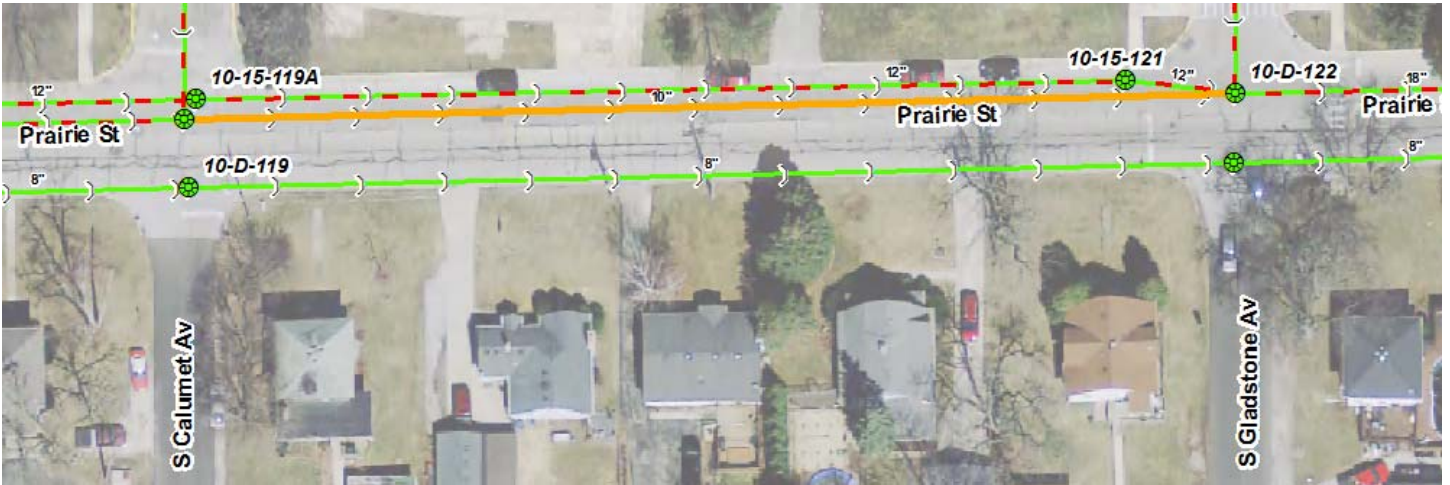 10-15-119A
10-15-121
10-D-122
12"
10"
12"
12"
18"
Prairie St
Prairie St
Prairie S
10-D-119
8"
8"
8"
S Calumet Av
S Gladstone Av